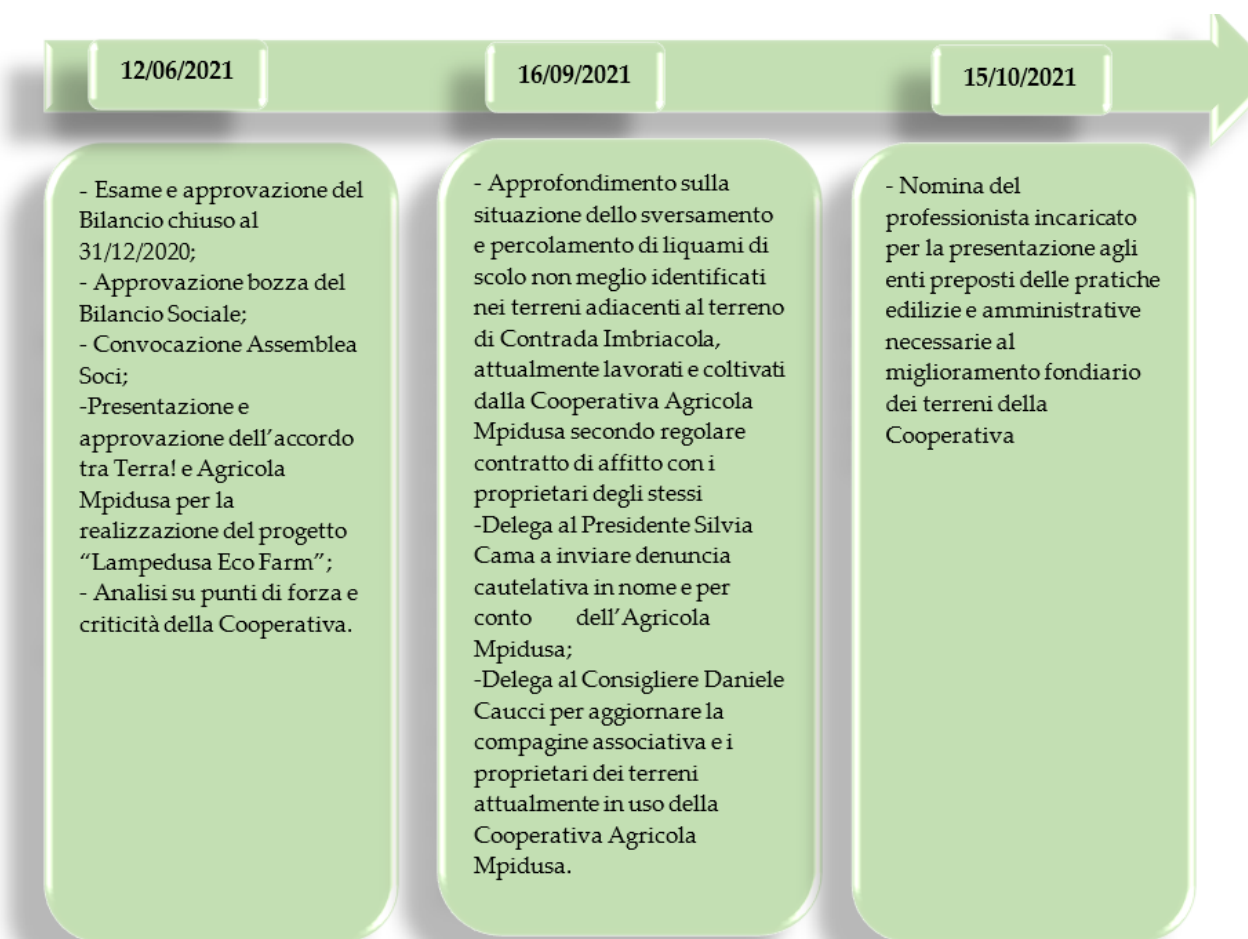 12/06/2021
16/09/2021
15/10/2021
- Esame e approvazione del
Bilancio chiuso al
31/12/2020;
- Approvazione bozza del
Bilancio Sociale;
- Convocazione Assemblea
Soci;
-Presentazione e
approvazione dell'accordo
tra Terra! e Agricola
Mpidusa per la
realizzazione del progetto
"Lampedusa Eco Farm";
- Analisi su punti di forza e
criticità della Cooperativa.
- Approfondimento sulla
situazione dello sversamento
e percolamento di liquami di
scolo non meglio identificati
nei terreni adiacenti al terreno
di Contrada Imbriacola,
attualmente lavorati e coltivati
dalla Cooperativa Agricola
Mpidusa secondo regolare
contratto di affitto con i
proprietari degli stessi
-Delega al Presidente Silvia
Cama a inviare denuncia
cautelativa in nome e per
conto dell'Agricola
Mpidusa;
-Delega al Consigliere Daniele
Caucci per aggiornare la
compagine associativa e i
proprietari dei terreni
attualmente in uso della
Cooperativa Agricola
Mpidusa.
- Nomina del
professionista incaricato
per la presentazione agli
enti preposti delle pratiche
edilizie e amministrative
necessarie al
miglioramento fondiario
dei terreni della
Cooperativa